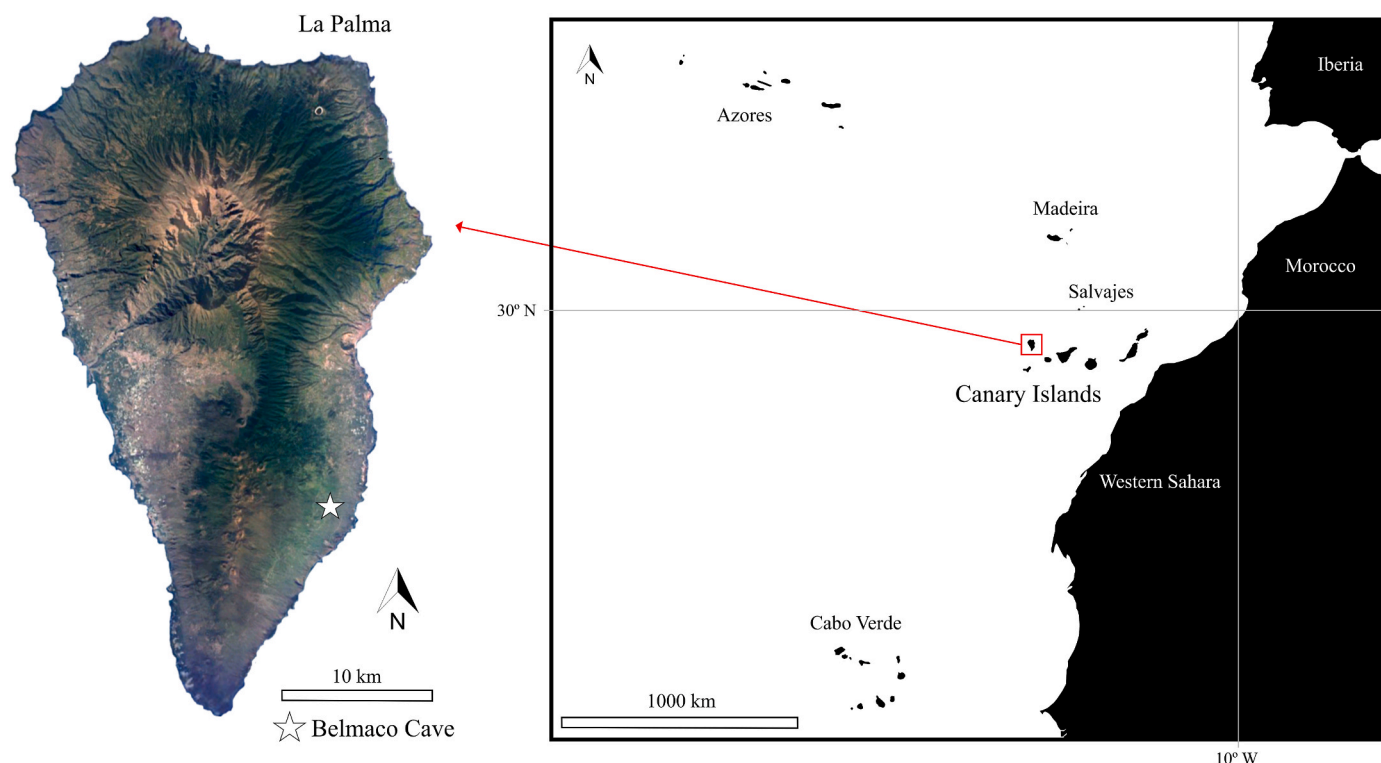 La Palma
N
10 km
Belmaco Cave
N
Azores
Madeira
Salvajes
Canary Islands
Cabo Verde
1000 km
Iberia
Morocco
Western Sahara
30º N
10º W